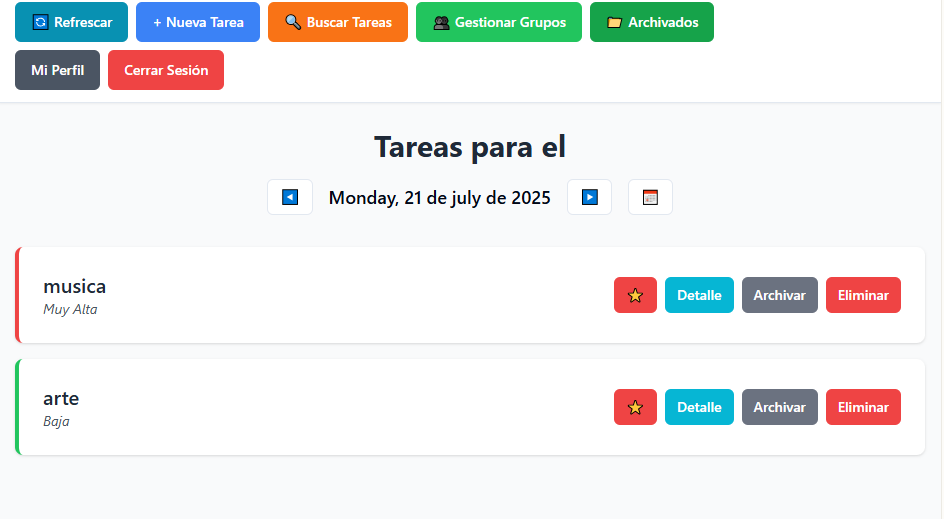 Refrescar + Nueva Tarea Buscar Tareas Gestionar Grupos Archivados
Mi Perfil Cerrar Sesión
Tareas para el
Monday, 21 de july de 2025
musica
Muy Alta
Detalle Archivar Eliminar
arte
Baja
Detalle Archivar Eliminar